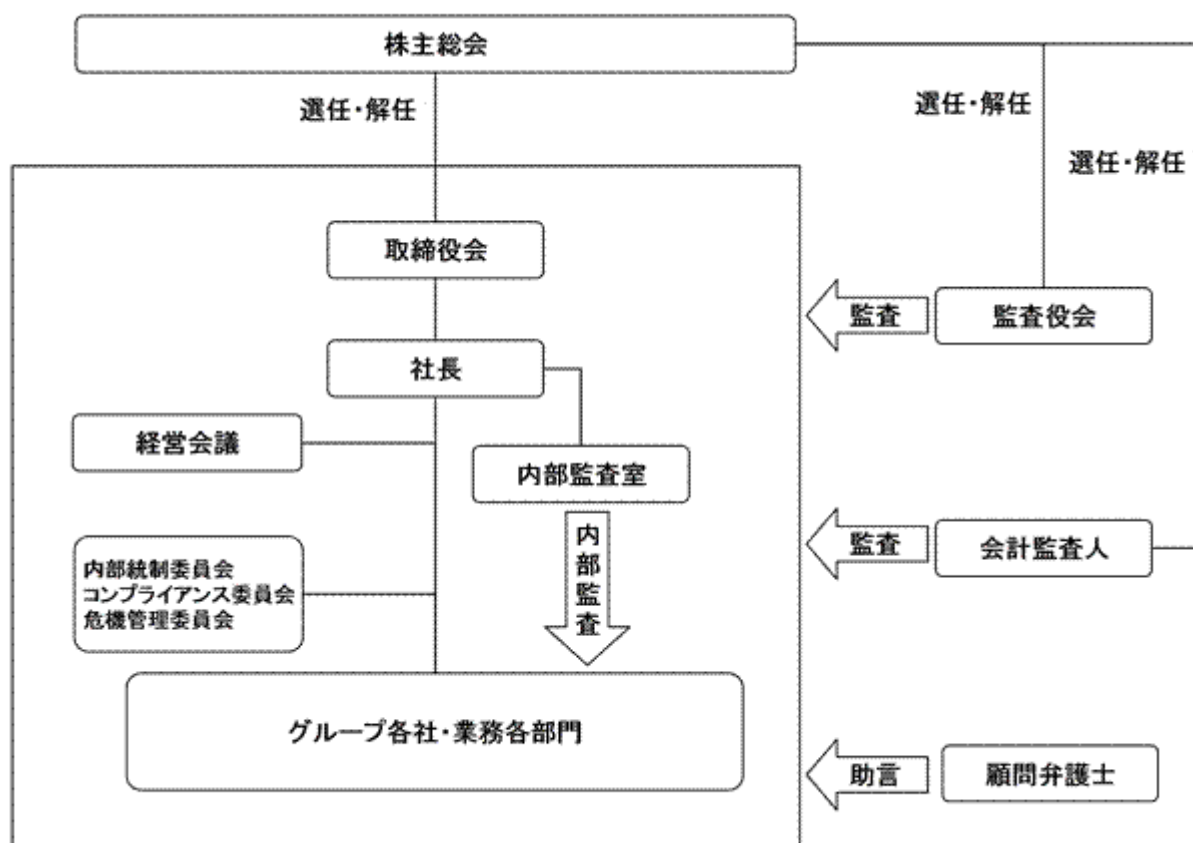 株主総会
選任・解任
選任・解任
選任・解任
取締役会
監査
監査役会
社長
経営会議
内部監査室
内部監査
監査
会計監査人
内部統制委員会
コンプライアンス委員会
危機管理委員会
グループ各社・業務各部門
助言
顧問弁護士